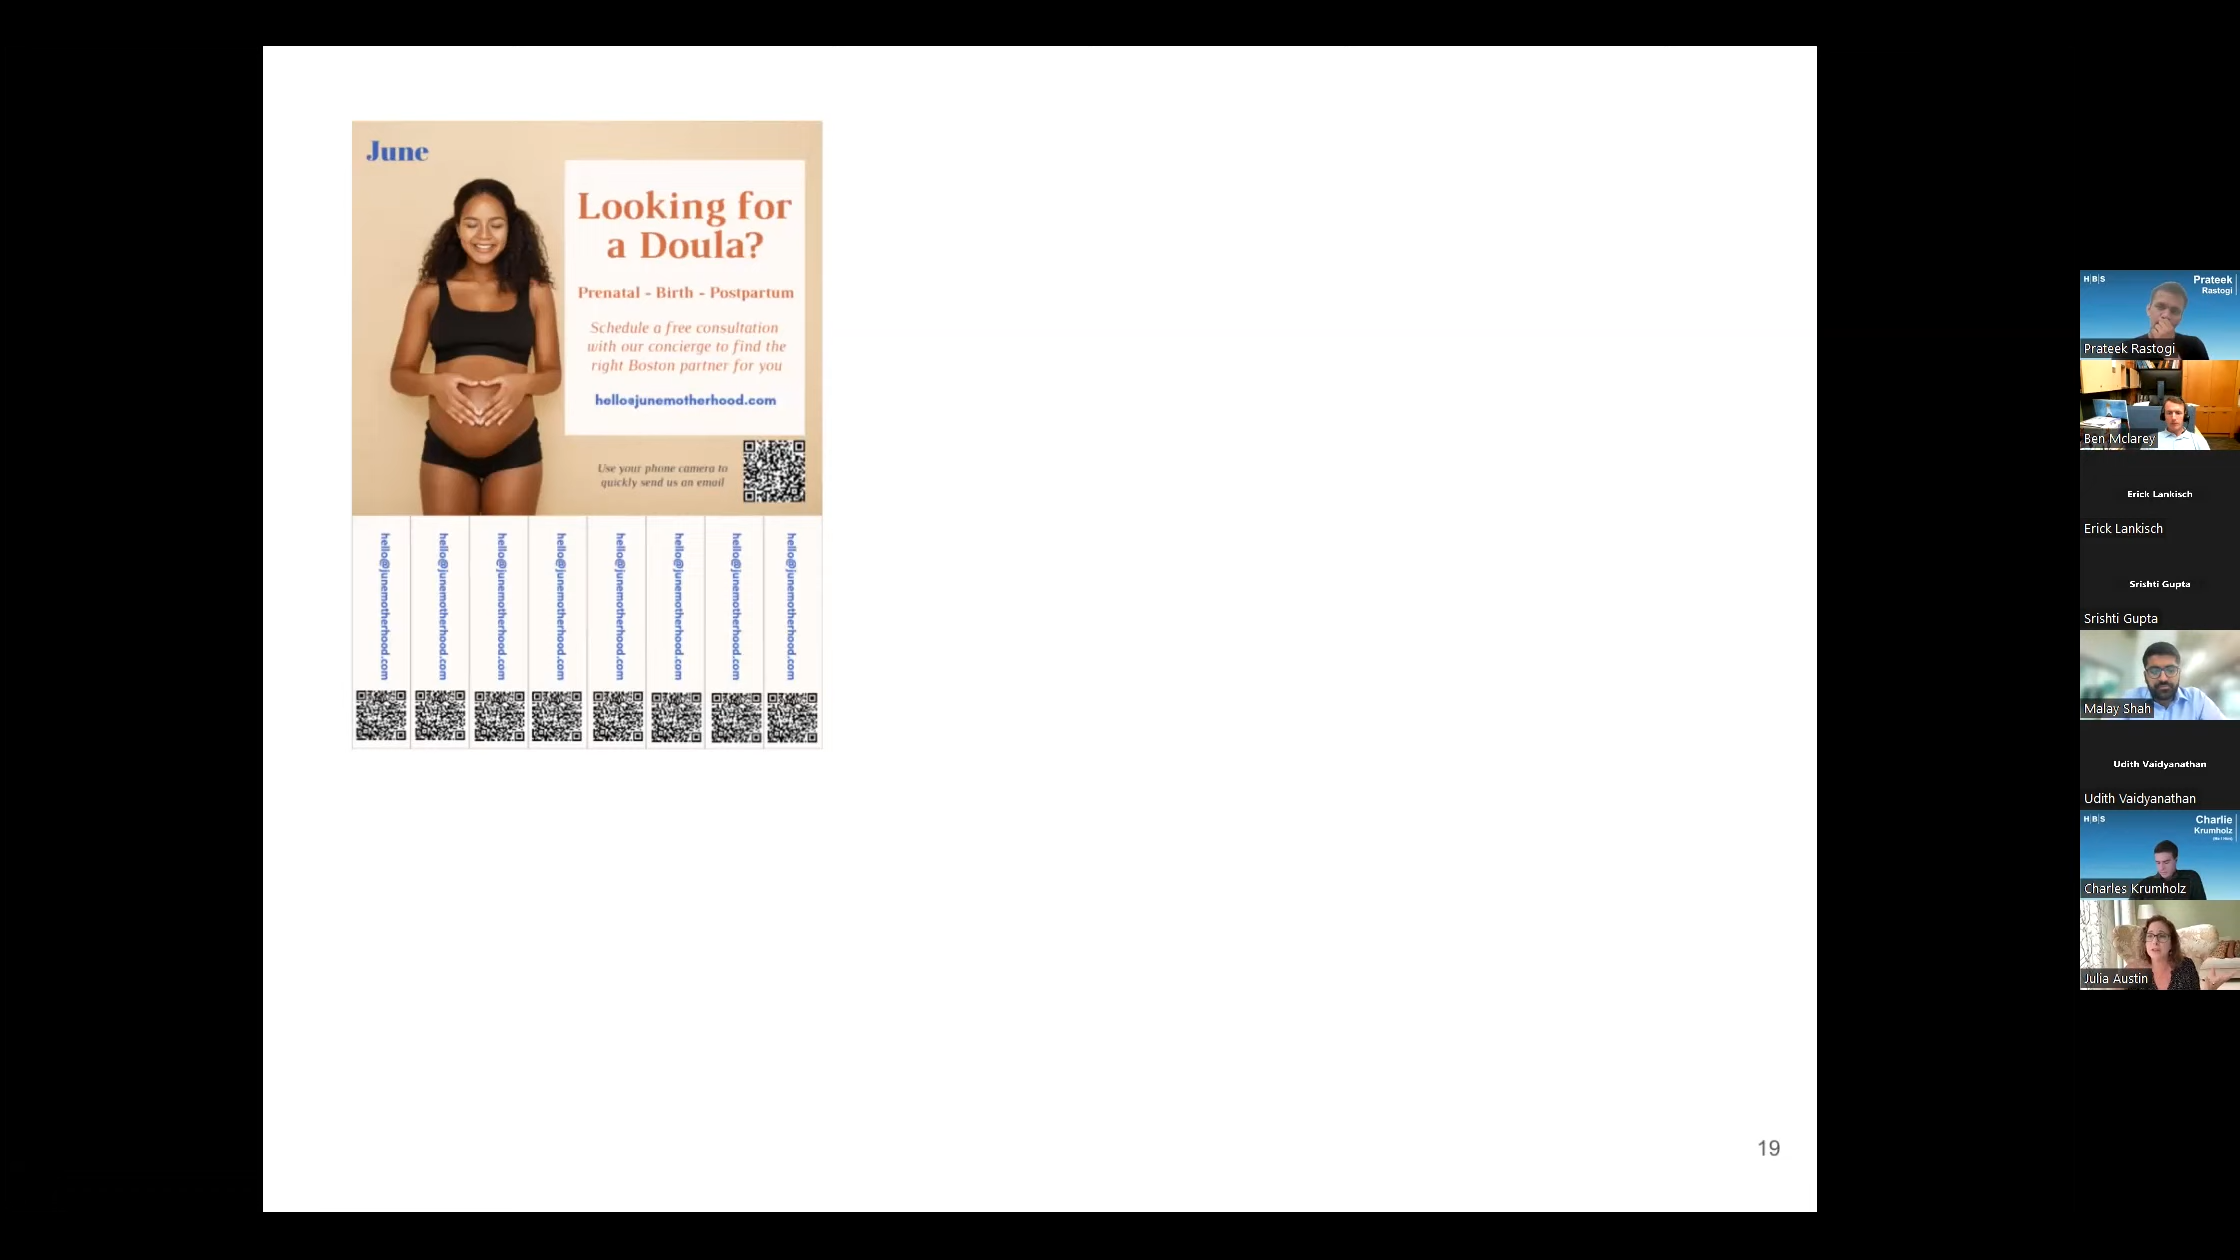 June
Looking for
a Doula?
Prenatal - Birth - Postpartum
Schedule a free consultation
with our concierge to find the
right Boston partner for you
hello@junemotherhood.com
Use your phone camera to
quickly send us an email
hello@junemotherhood.com
hello@junemotherhood.com
hello@junemotherhood.com
hello@junemotherhood.com
hello@junemotherhood.com
hello@junemotherhood.com
hello@junemotherhood.com
hello@junemotherhood.com
19
H|B|S
Prateek
Rastogi
Prateek Rastogi
Ben Mclarey
Erick Lankisch
Erick Lankisch
Srishti Gupta
Srishti Gupta
Malay Shah
Udith Vaidyanathan
Udith Vaidyanathan
H|B|S
Charlie
Krumholz
Charles Krumholz
Julia Austin